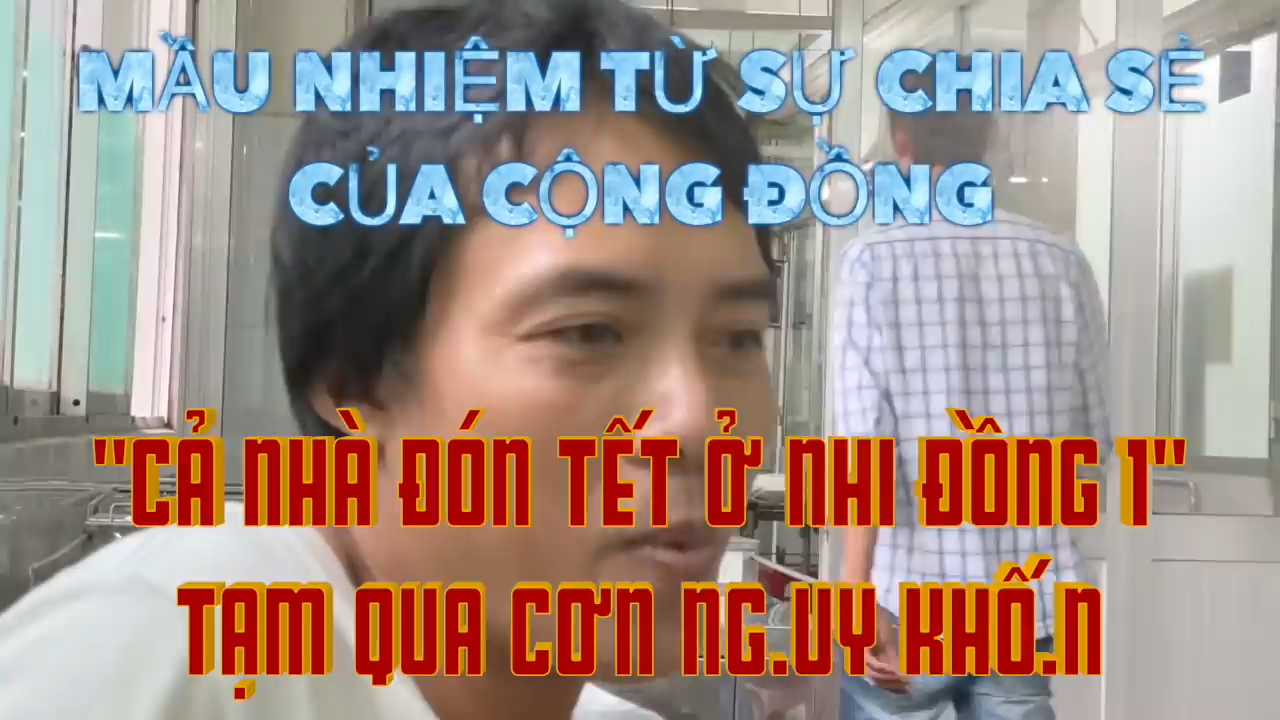 MẦU NHIỆM TỪ SỰ CHIA SẺ
CỦA CỘNG ĐỒNG
"CẢ NHÀ ĐÓN TẾT Ở NHI ĐỒNG 1"
TẠM QUA CƠN NG.UY KHỐ.N